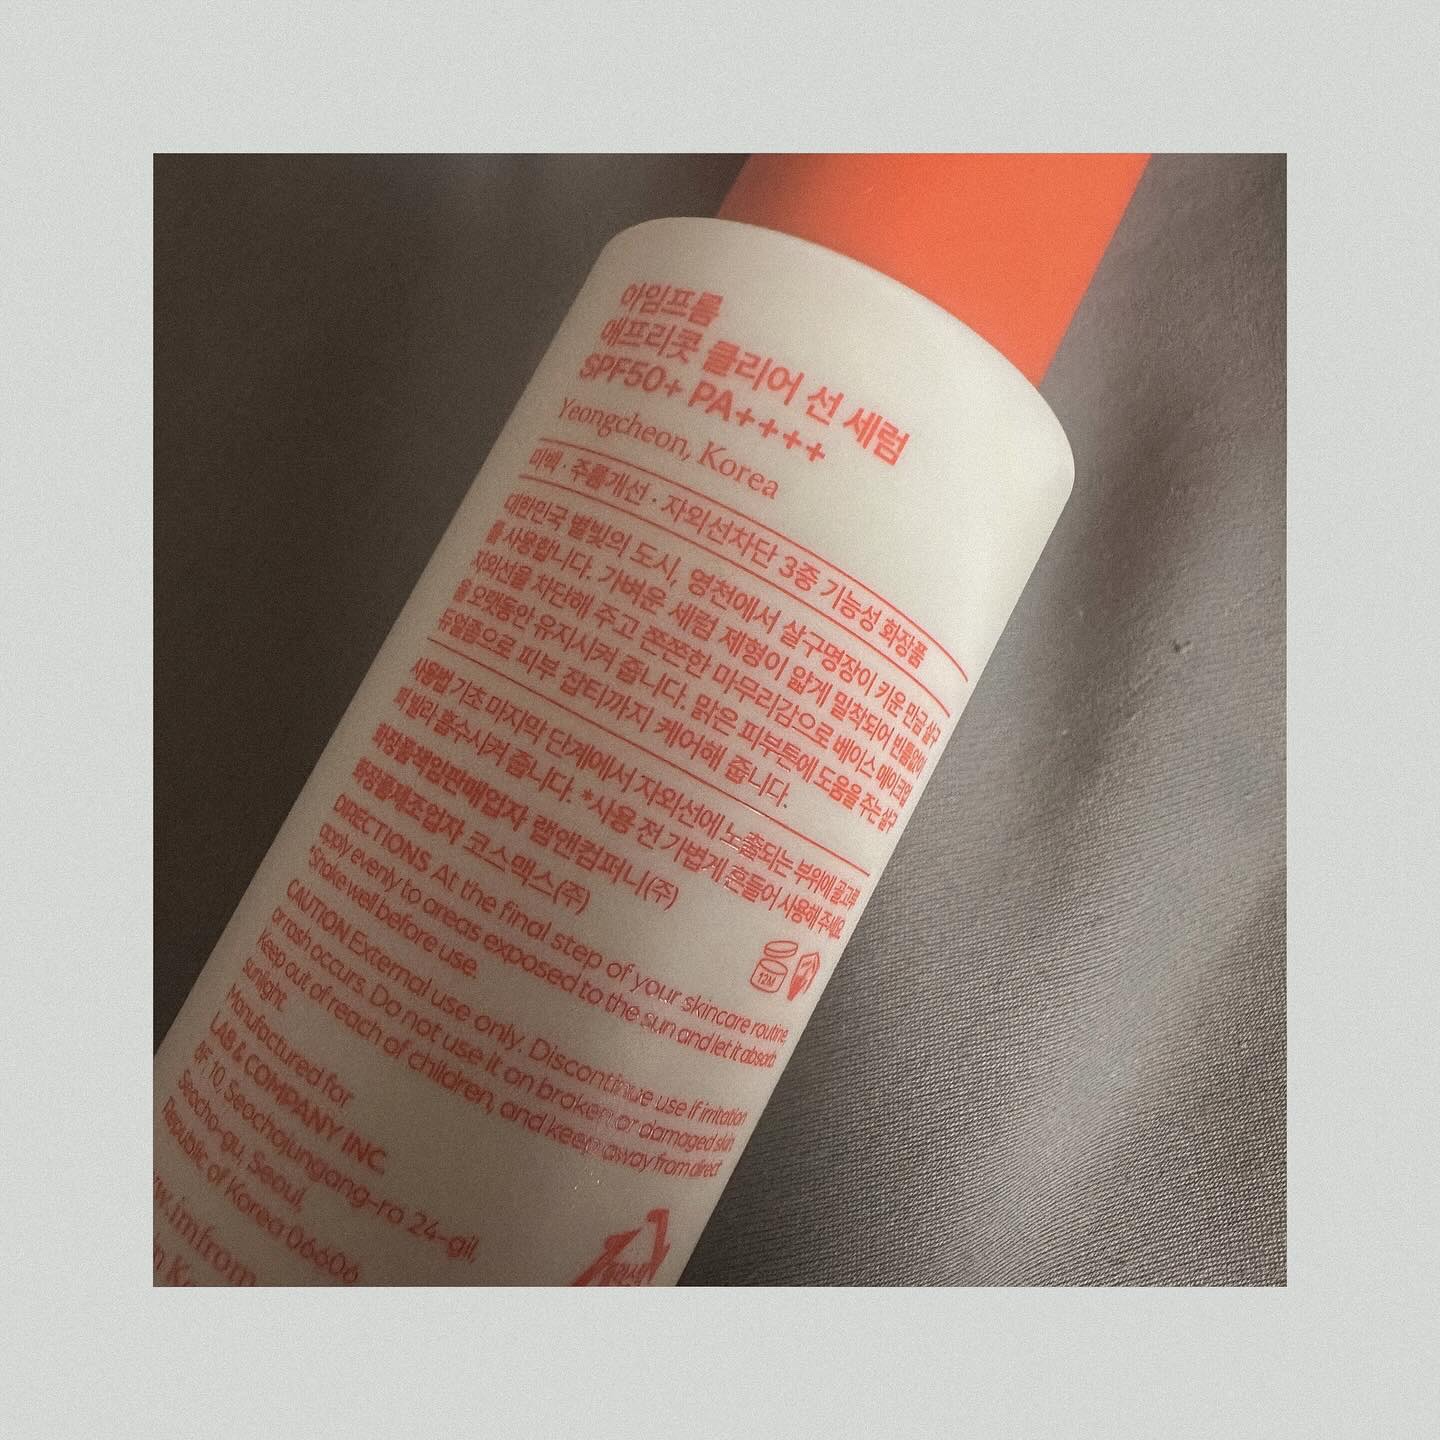 아임프롬
애프리콧 클리어 선 세럼
SPF50+ PA++++
Yeongcheon, Korea
미백 · 주름개선 · 자외선차단 3중 기능성 화장품
대한민국 별빛의 도시, 영천에서 살구명장이 키운 만금 살구
를 사용합니다. 가벼운 세럼 제형이 얇게 밀착되어 빈틈없이
자외선을 차단해 주고 쫀쫀한 마무리감으로 베이스 메이크업
을 오랫동안 유지시켜 줍니다. 맑은 피부톤에 도움을 주는 살구
듀얼좀으로 피부 잡티까지 케어해 줍니다.
사용법 기초 마지막 단계에서 자외선에 노출되는 부위에 골고루
펴 발라 흡수시켜 줍니다. *사용 전 가볍게 흔들어 사용해 주세요.
화장품책임판매업자 랩앤컴퍼니(주)
화장품제조업자 코스맥스(주)
12M
DIRECTIONS At the final step of your skincare routine,
apply evenly to areas exposed to the sun and let it absorb.
*Shake well before use.
CAUTION External use only. Discontinue use if irritation
or rash occurs. Do not use it on broken or damaged skin.
Keep out of reach of children, and keep away from direct
sunlight.
Manufactured for
LAB & COMPANY INC.
8F, 10, Seochojungang-ro 24-gil,
Seocho-gu, Seoul,
Republic of Korea 06606
w.imfrom